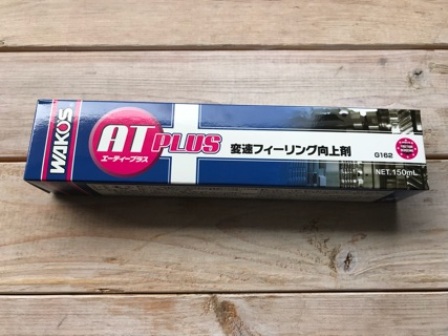 WAKO'S
AT PLUS
エーティープラス
変速フィーリング向上剤
G162
NET.150mL